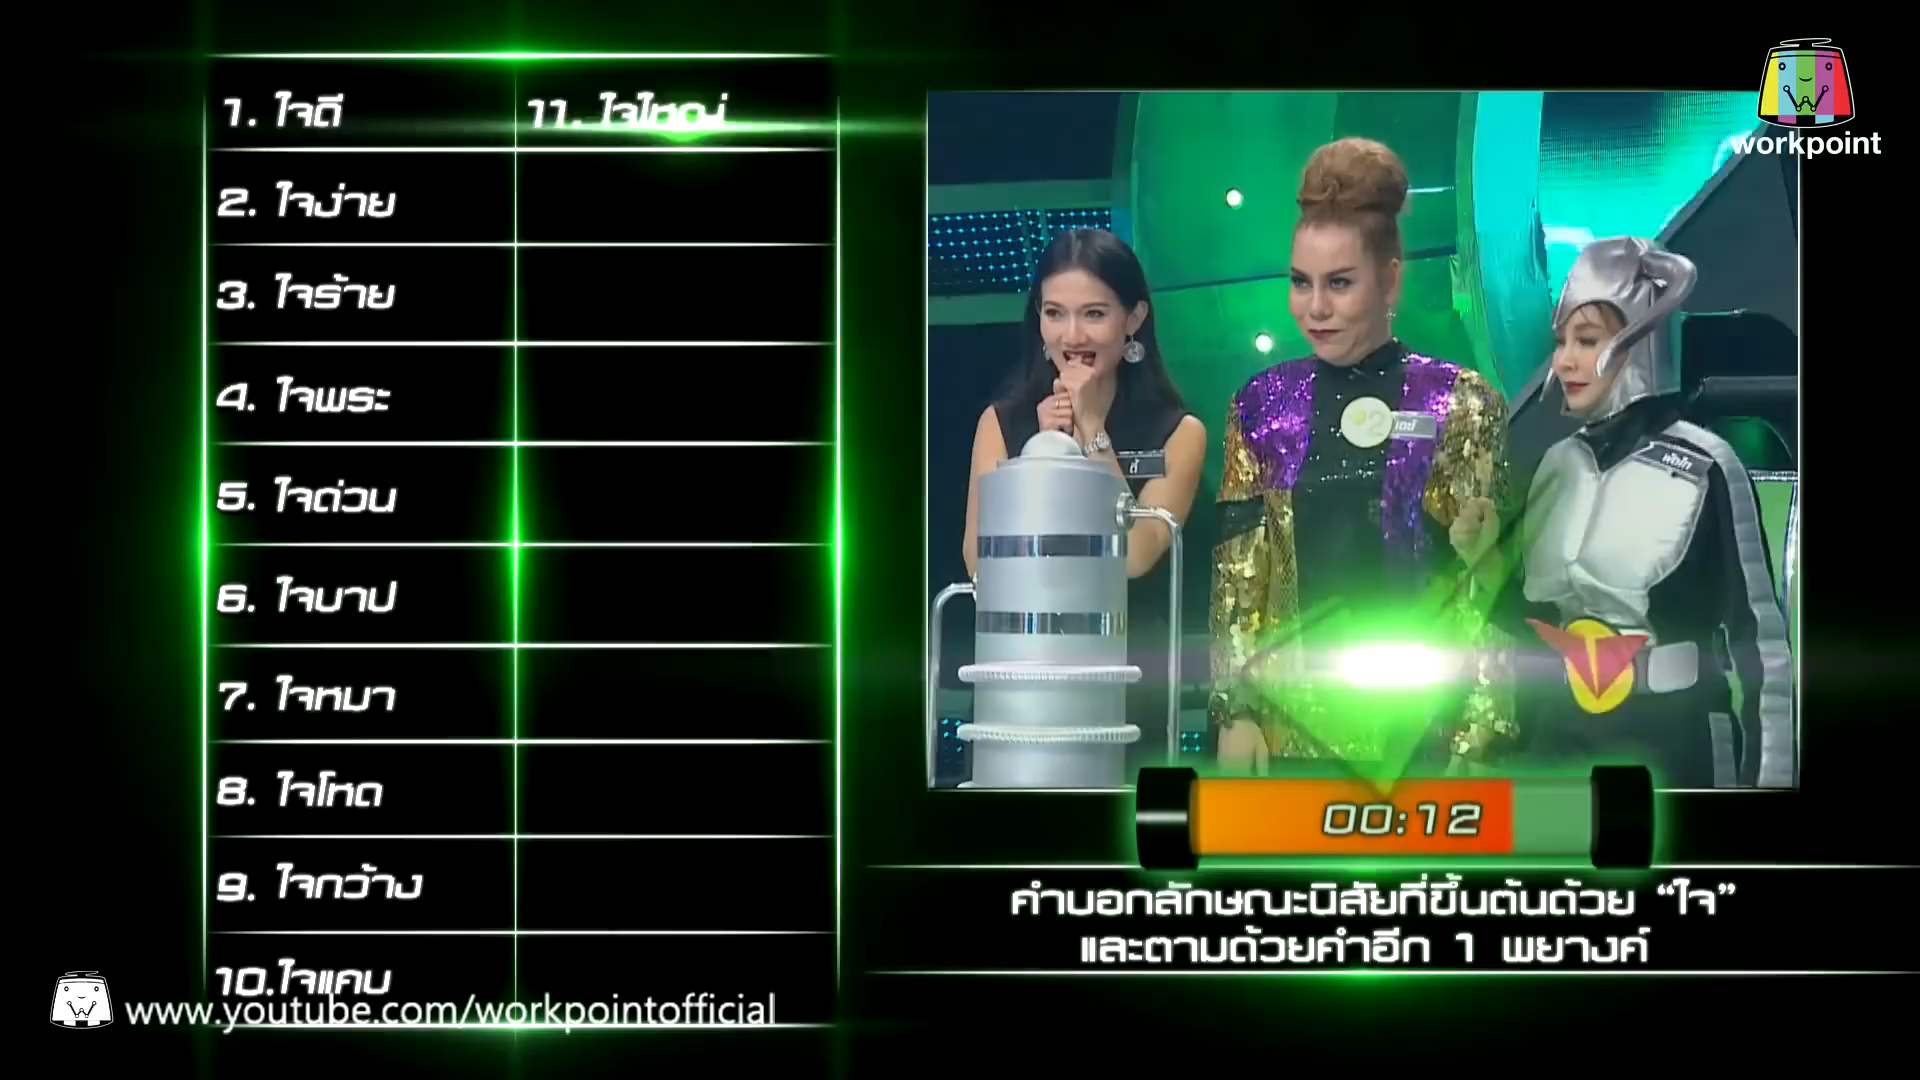 1. ใจดี
2. ใจง่าย
3. ใจร้าย
4. ใจพระ
5. ใจด่วน
6. ใจบาป
7. ใจหมา
8. ใจโหด
9. ใจกว้าง
10.ใจแคบ
11. ใจใหญ่
workpoint
2
00:12
คำบอกลักษณะนิสัยที่ขึ้นต้นด้วย “ใจ”
และตามด้วยคำอีก 1 พยางค์
www.youtube.com/workpointofficial